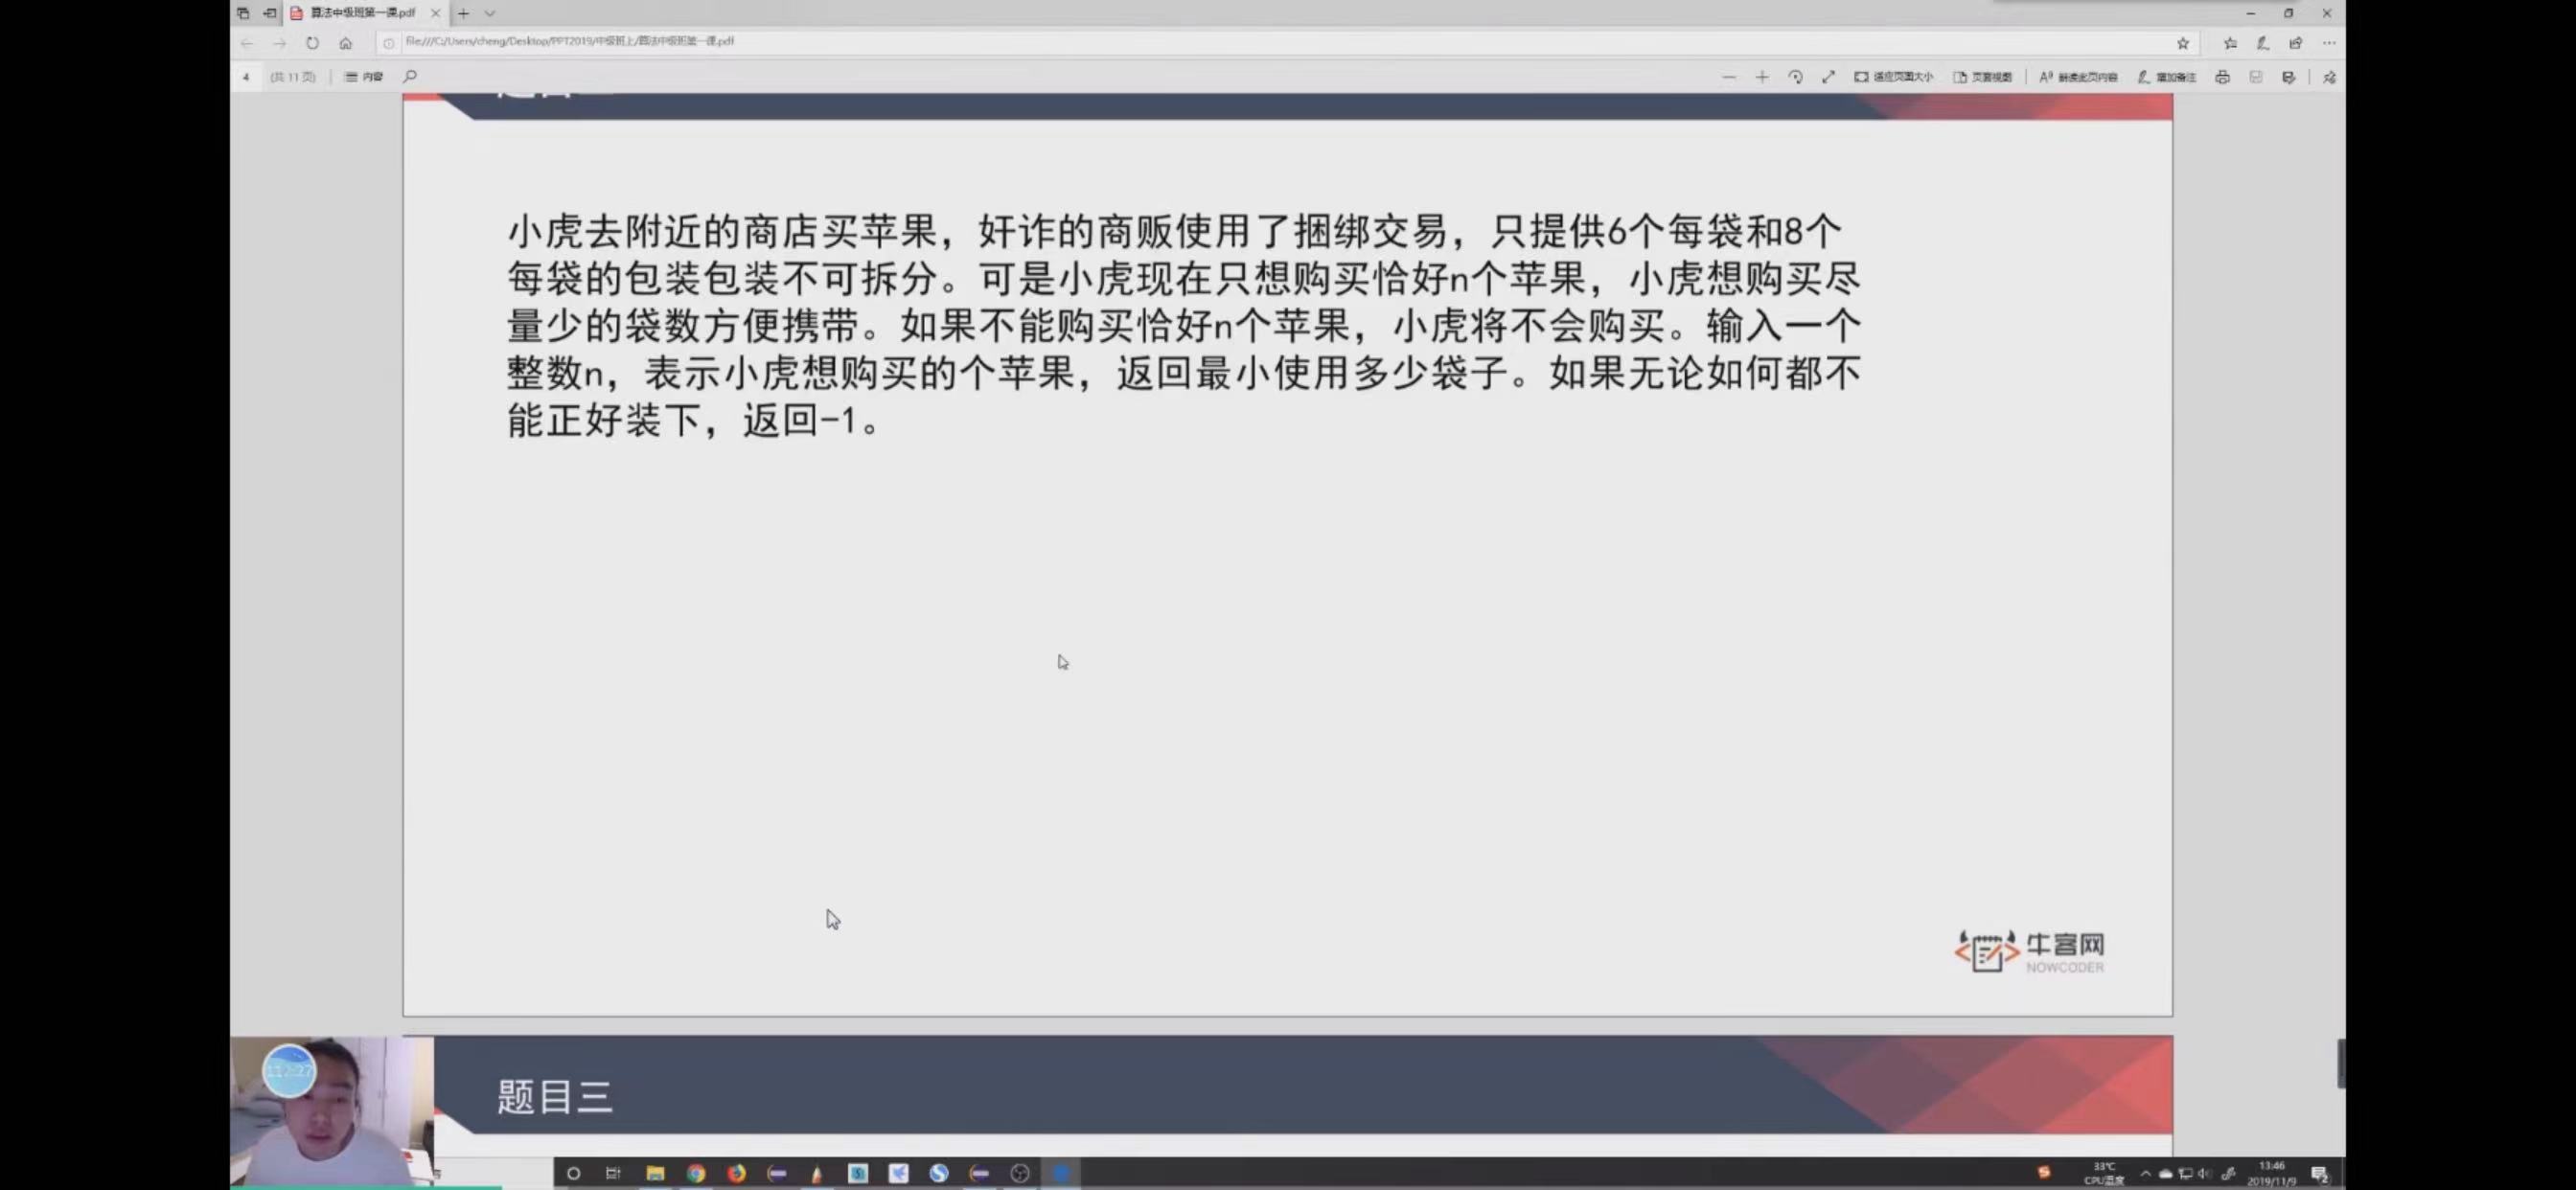 算法中级班第一课.pdf
file:///C:/Users/cheng/Desktop/PPT2019/中级班上/算法中级班第一课.pdf
4 (共 11 页) 内容
适应页面大小 页面视图 朗读此页内容 增加备注
小虎去附近的商店买苹果，奸诈的商贩使用了捆绑交易，只提供6个每袋和8个
每袋的包装包装不可拆分。可是小虎现在只想购买恰好n个苹果，小虎想购买尽
量少的袋数方便携带。如果不能购买恰好n个苹果，小虎将不会购买。输入一个
整数n，表示小虎想购买的个苹果，返回最小使用多少袋子。如果无论如何都不
能正好装下，返回-1。
牛客网
NOWCODER
题目三
33℃
CPU温度
13:46
2019/11/9